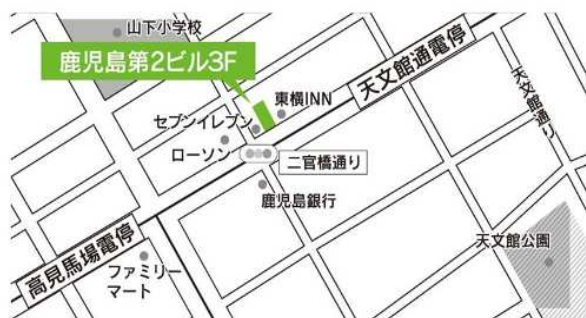 山下小学校
鹿児島第2ビル3F
東横INN
天文館通電停
天文館通り
セブンイレブン
ローソン
二官橋通り
鹿児島銀行
高見馬場電停
ファミリー
マート
天文館公園